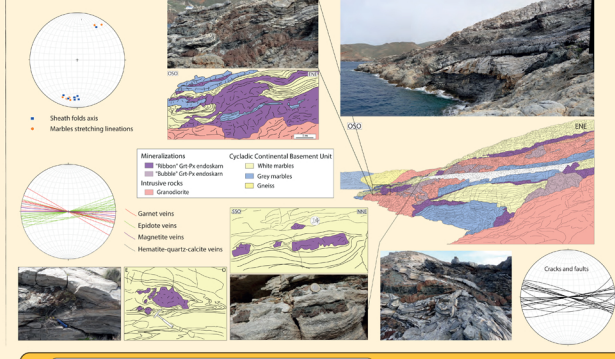 Sheath folds axis
Marbles stretching lineations
OSO
ENE
OSO
ENE
Mineralizations
"Ribbon" Grt-Px endoskarn
"Bubble" Grt-Px endoskarn
Intrusive rocks
Granodiorite
Cycladic Continental Basement Unit
White marbles
Grey marbles
Gneiss
Garnet veins
Epidote veins
Magnetite veins
Hematite-quartz-calcite veins
SSO
NNE
E
O
Cracks and faults